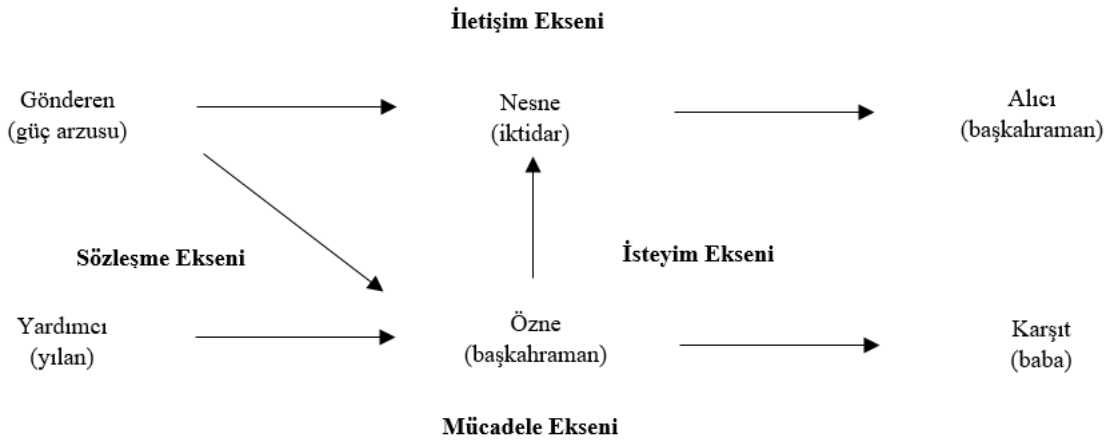 İletişim Ekseni
Gönderen
(güç arzusu)
Nesne
(iktidar)
Alıcı
(başkahraman)
Sözleşme Ekseni
İsteyim Ekseni
Yardımcı
(yılan)
Özne
(başkahraman)
Karşıt
(baba)
Mücadele Ekseni